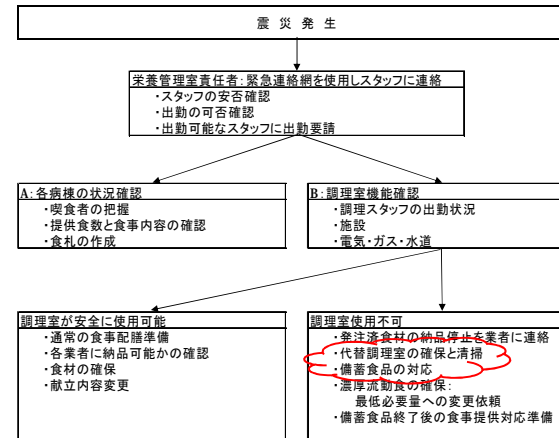 震災発生
栄養管理室責任者:緊急連絡網を使用しスタッフに連絡
・スタッフの安否確認
・出勤の可否確認
・出勤可能なスタッフに出勤要請
A:各病棟の状況確認
・喫食者の把握
・提供食数と食事内容の確認
・食札の作成
B:調理室機能確認
・調理スタッフの出勤状況
・施設
・電気・ガス・水道
調理室が安全に使用可能
・通常の食事配膳準備
・各業者に納品可能かの確認
・食材の確保
・献立内容変更
調理室使用不可
・発注済食材の納品停止を業者に連絡
・代替調理室の確保と清掃
・備蓄食品の対応
・濃厚流動食の確保:
最低必要量への変更依頼
・備蓄食品終了後の食事提供対応準備